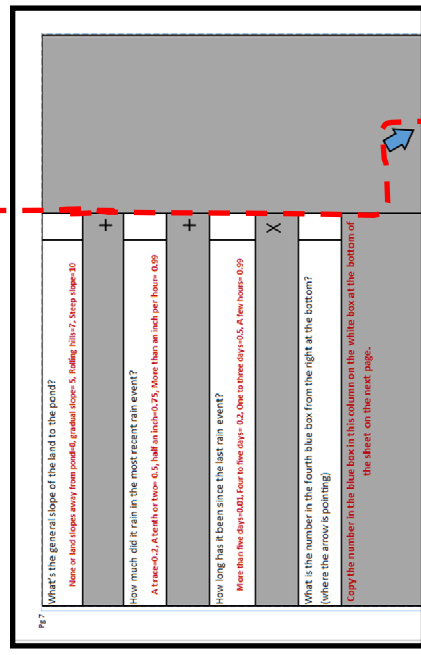 Pg 7
What's the general slope of the land to the pond?
None or land slopes away from pond=0, gradual slope= 5, Rolling hills=7, Steep slope=10
+
How much did it rain in the most recent rain event?
A trace=0.2, A tenth or two= 0.5, half an inch=0.75, More than an inch per hour= 0.99
+
How long has it been since the last rain event?
More than five days=0.01, Four to five days= 0.2, One to three days=0.5, A few hours= 0.99
X
What is the number in the fourth blue box from the right at the bottom?
(where the arrow is pointing)
Copy the number in the blue box in this column on the white box at the bottom of
the sheet on the next page.